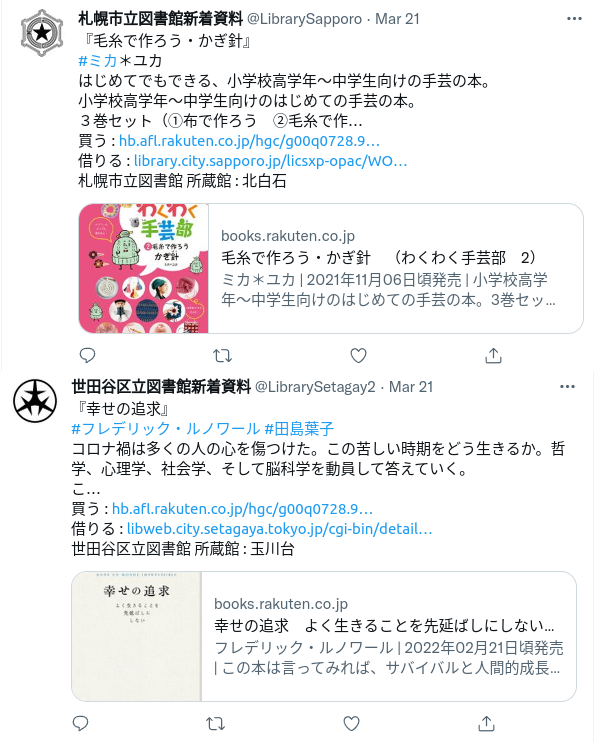 札幌市立図書館新着資料 @LibrarySapporo · Mar 21
『毛糸で作ろう・かぎ針』
#ミカ＊ユカ
はじめてでもできる、小学校高学年～中学生向けの手芸の本。
小学校高学年～中学生向けのはじめての手芸の本。
３巻セット（①布で作ろう　②毛糸で作…
買う : hb.afl.rakuten.co.jp/hgc/g00q0728.9…
借りる : library.city.sapporo.jp/licsxp-opac/WO…
札幌市立図書館 所蔵館 : 北白石
わくわく
手芸部
②毛糸で作ろう
かぎ針
books.rakuten.co.jp
毛糸で作ろう・かぎ針　（わくわく手芸部　2）
ミカ＊ユカ | 2021年11月06日頃発売 | 小学校高学
年～中学生向けのはじめての手芸の本。3巻セッ...
世田谷区立図書館新着資料 @LibrarySetagay2 · Mar 21
『幸せの追求』
#フレデリック・ルノワール #田島葉子
コロナ禍は多くの人の心を傷つけた。この苦しい時期をどう生きるか。哲
学、心理学、社会学、そして脳科学を動員して答えていく。
こ…
買う : hb.afl.rakuten.co.jp/hgc/g00q0728.9…
借りる : libweb.city.setagaya.tokyo.jp/cgi-bin/detail…
世田谷区立図書館 所蔵館 : 玉川台
幸せの追求
よく生きることを
先延ばしに
しない
books.rakuten.co.jp
幸せの追求　よく生きることを先延ばしにしない...
フレデリック・ルノワール | 2022年02月21日頃発売
| この本は言ってみれば、サバイバルと人間的成長...